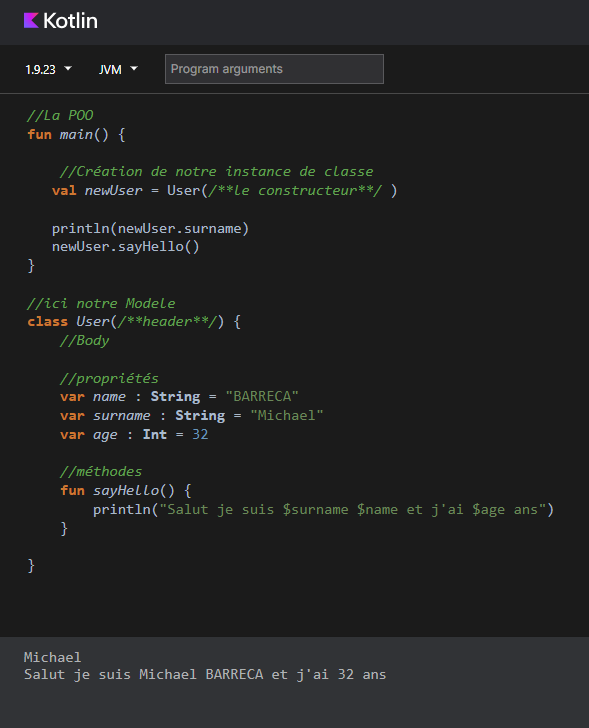 Kotlin
1.9.23 JVM Program arguments
//La POO
fun main() {
//Création de notre instance de classe
val newUser = User(/**le constructeur**/ )
println(newUser.surname)
newUser.sayHello()
}
//ici notre Modele
class User(/**header**/) {
//Body
//propriétés
var name : String = "BARRECA"
var surname : String = "Michael"
var age : Int = 32
//méthodes
fun sayHello() {
println("Salut je suis $surname $name et j'ai $age ans")
}
}
Michael
Salut je suis Michael BARRECA et j'ai 32 ans